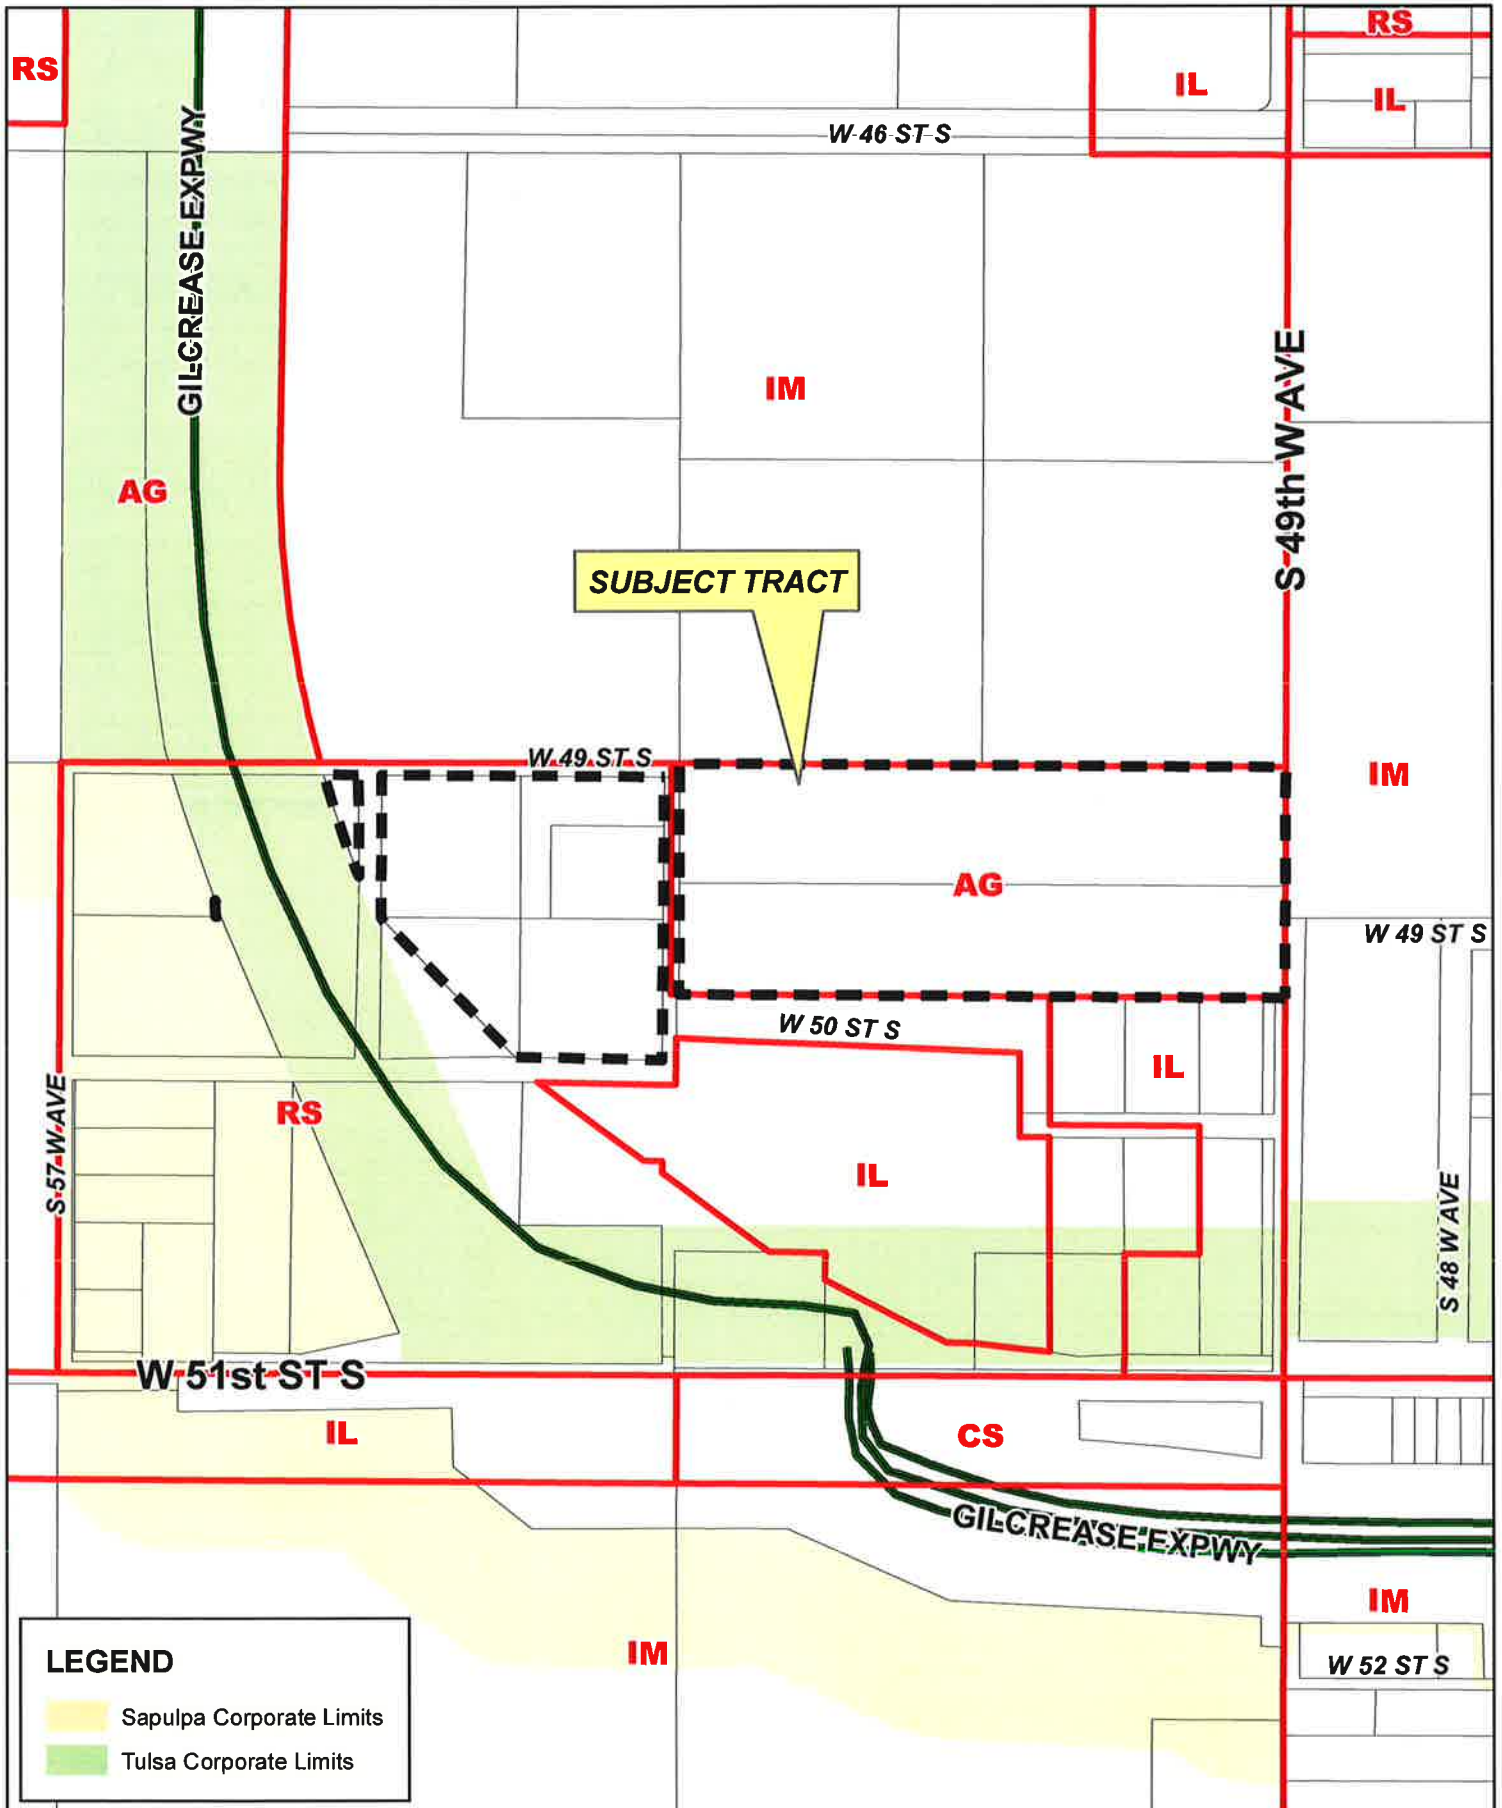 RS
RS
IL
IL
W 46 ST S
GILCREASE EXPWY
IM
S 49th W AVE
AG
SUBJECT TRACT
W 49 ST S
IM
AG
W 49 ST S
W 50 ST S
IL
S 57 W AVE
RS
IL
S 48 W AVE
W 51st ST S
IL
CS
GILCREASE EXPWY
IM
IM
W 52 ST S
LEGEND
Sapulpa Corporate Limits
Tulsa Corporate Limits